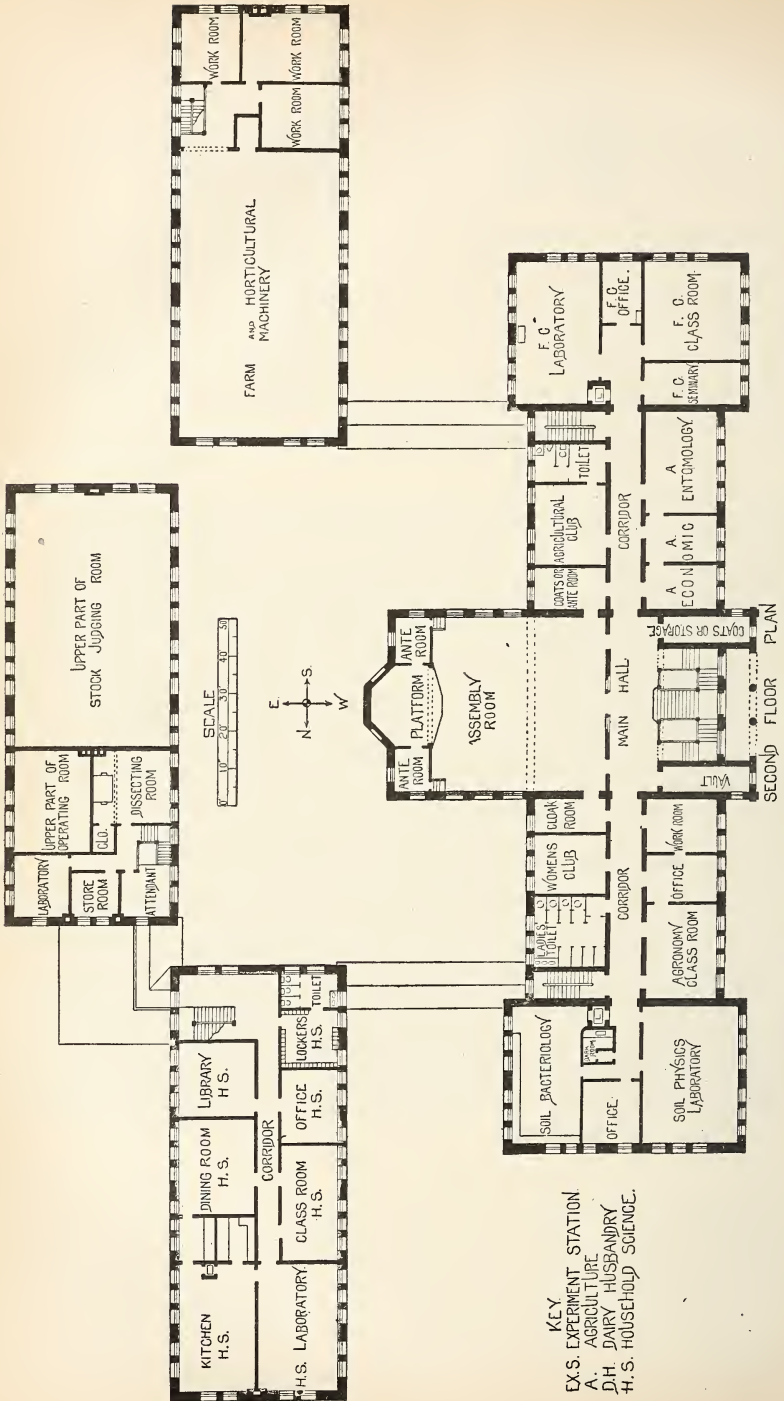 WORK ROOM
WORK ROOM
WORK ROOM
FARM AND HORTICULTURAL
MACHINERY
UPPER PART OF
STOCK JUDGING ROOM
UPPER PART OF
OPERATING ROOM
CLO.
DISSECTING
ROOM
LABORATORY
STORE
ROOM
ATTENDANT
SCALE
0 10 20 30 40 50
E.
N
S.
W
KITCHEN
H.S.
DINING ROOM
H.S.
LIBRARY
H.S.
CORRIDOR
H.S. LABORATORY.
CLASS ROOM
H.S.
OFFICE
H.S.
LOCKERS
H.S.
TOILET
ANTE
ROOM
PLATFORM
ANTE
ROOM
ASSEMBLY
ROOM
MAIN HALL
F. C
LABORATORY
F. C
OFFICE.
F. C.
CLASS ROOM.
F. C.
SEMINARY
TOILET
AGRICULTURAL
CLUB
COATS OR
ANTE ROOM
CORRIDOR
A
ENTOMOLOGY.
A A.
ECONOMIC
COATS OR STORAGE
VAULT
CLOAK
ROOM
WOMENS
CLUB
LADIES
TOILET
CORRIDOR
WORK ROOM
OFFICE
AGRONOMY
CLASS ROOM
SOIL BACTERIOLOGY
DARK
ROOM
OFFICE
SOIL PHYSICS
LABORATORY
SECOND FLOOR PLAN
KEY.
EX.S. EXPERIMENT STATION.
A. AGRICULTURE
D.H. DAIRY HUSBANDRY
H.S. HOUSEHOLD SCIENCE.